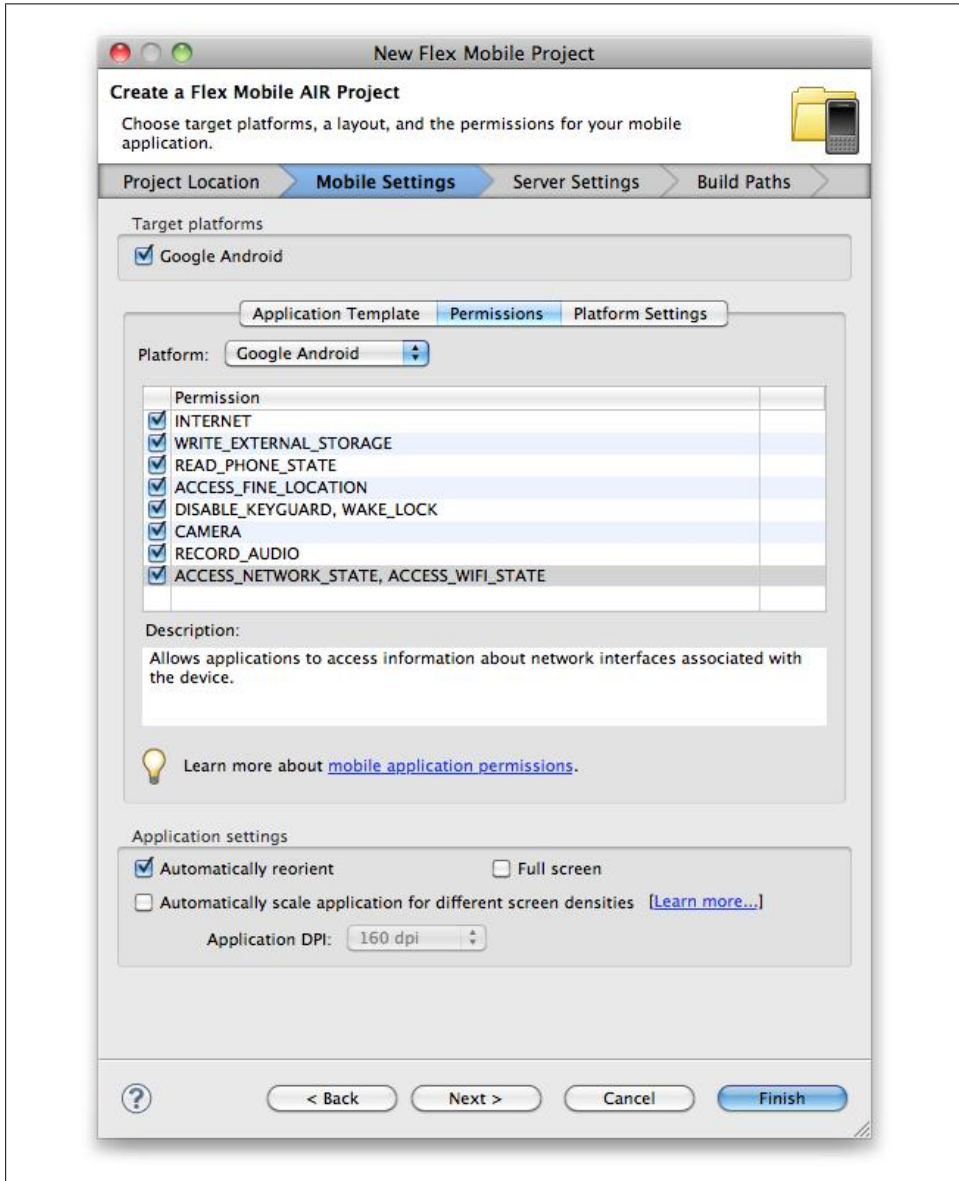 New Flex Mobile Project
Create a Flex Mobile AIR Project
Choose target platforms, a layout, and the permissions for your mobile
application.
Project Location
Mobile Settings
Server Settings
Build Paths
Target platforms
Google Android
Application Template
Permissions
Platform Settings
Platform:
Google Android
Permission
INTERNET
WRITE_EXTERNAL_STORAGE
READ_PHONE_STATE
ACCESS_FINE_LOCATION
DISABLE_KEYGUARD, WAKE_LOCK
CAMERA
RECORD_AUDIO
ACCESS_NETWORK_STATE, ACCESS_WIFI_STATE
Description:
Allows applications to access information about network interfaces associated with
the device.
Learn more about mobile application permissions.
Application settings
Automatically reorient
Full screen
Automatically scale application for different screen densities [Learn more...]
Application DPI:
160 dpi
?
< Back
Next >
Cancel
Finish